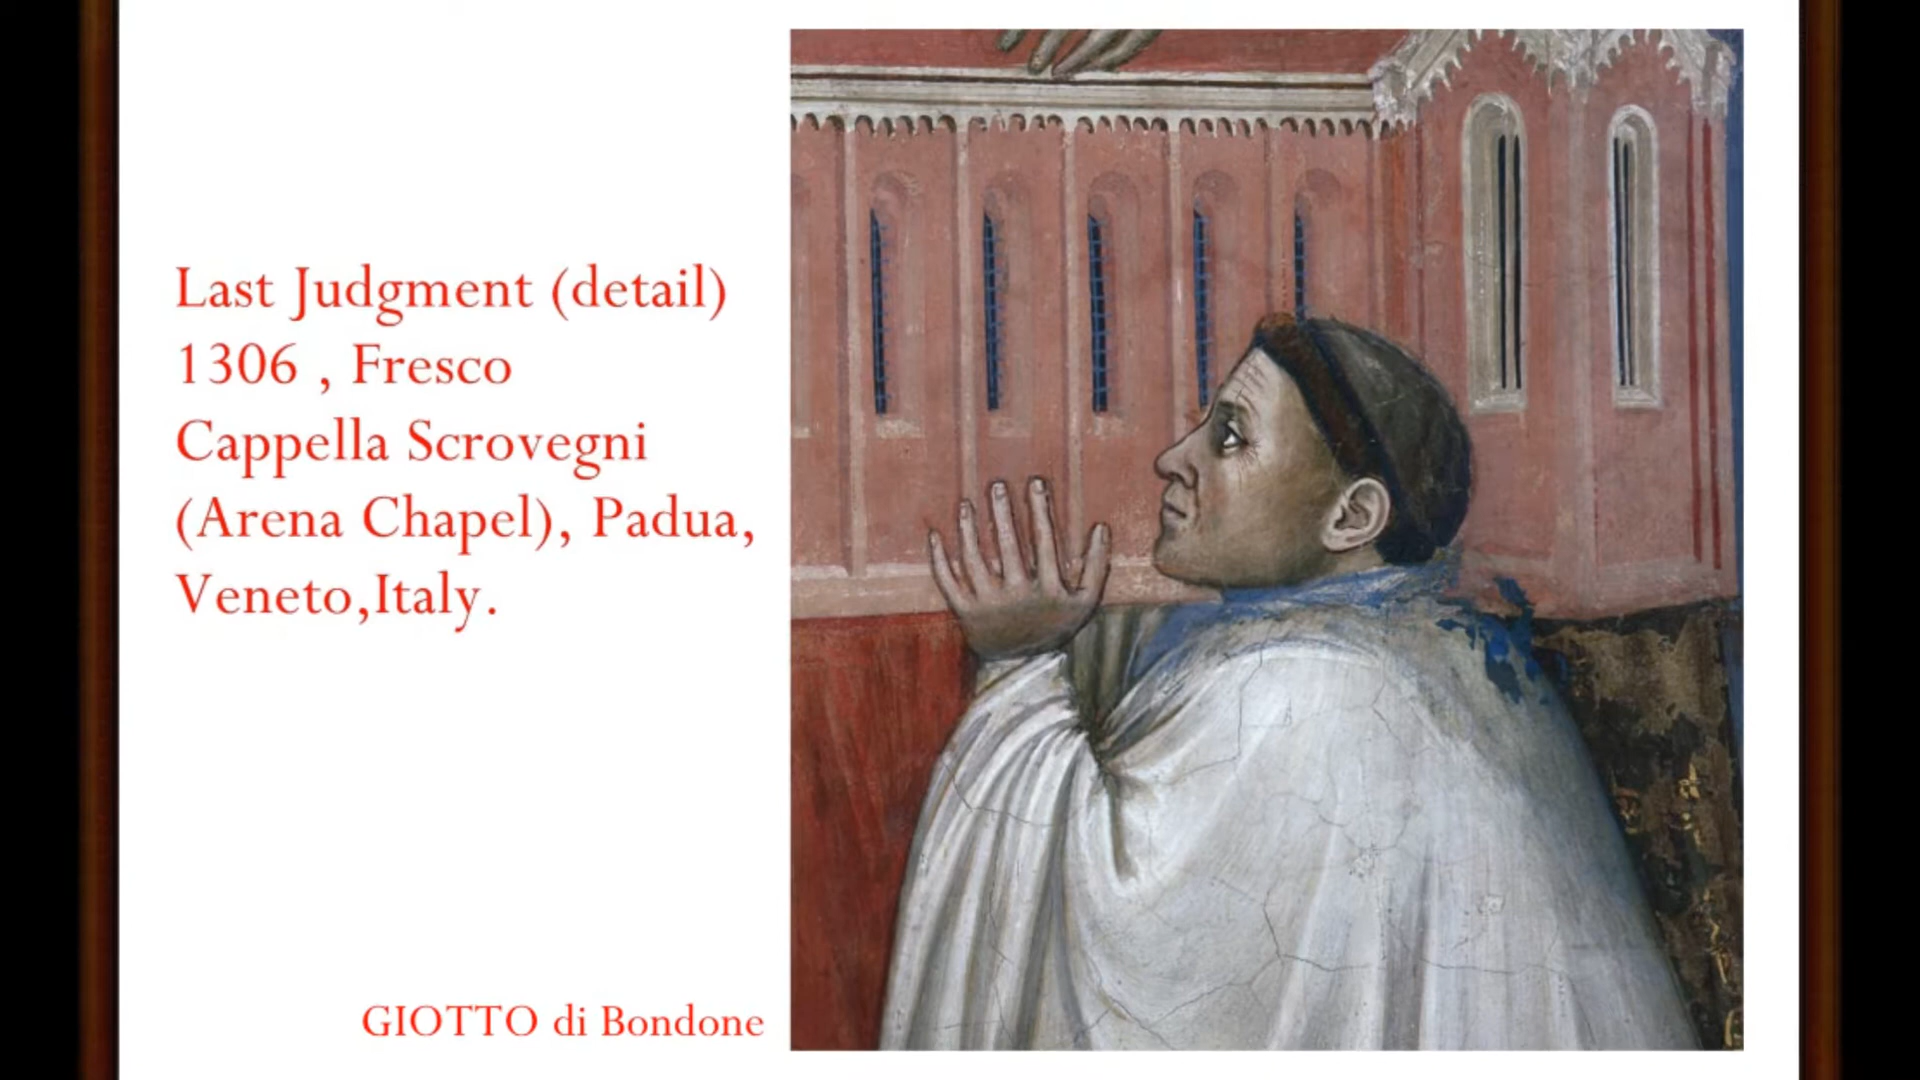 Last Judgment (detail)
1306 , Fresco
Cappella Scrovegni
(Arena Chapel), Padua,
Veneto,Italy.
GIOTTO di Bondone